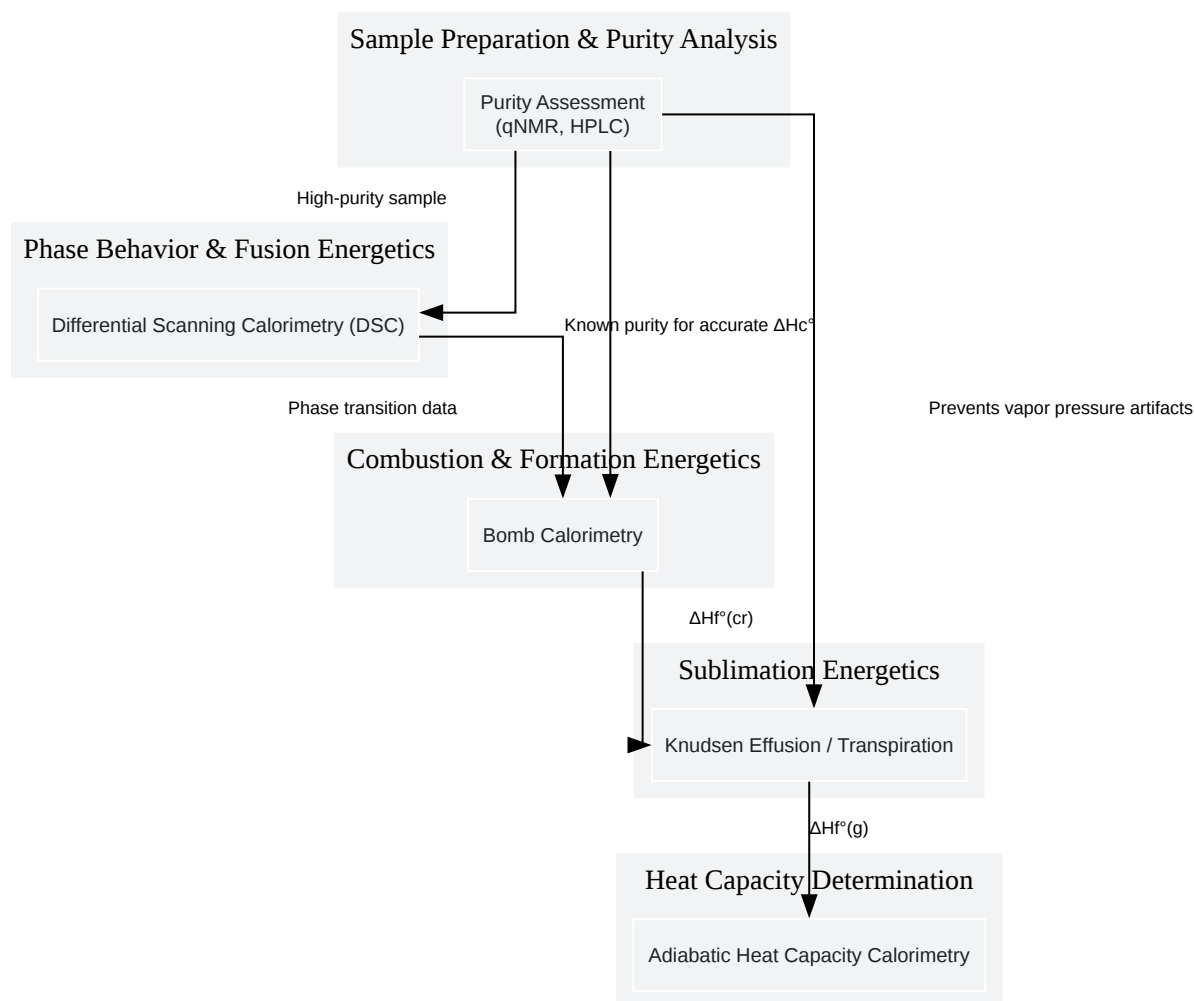 Sample Preparation & Purity Analysis
Purity Assessment
(qNMR, HPLC)
High-purity sample
Phase Behavior & Fusion Energetics
Differential Scanning Calorimetry (DSC)
Known purity for accurate ΔHc°
Phase transition data
Prevents vapor pressure artifacts
Combustion & Formation Energetics
Bomb Calorimetry
ΔHf°(cr)
Sublimation Energetics
Knudsen Effusion / Transpiration
ΔHf°(g)
Heat Capacity Determination
Adiabatic Heat Capacity Calorimetry